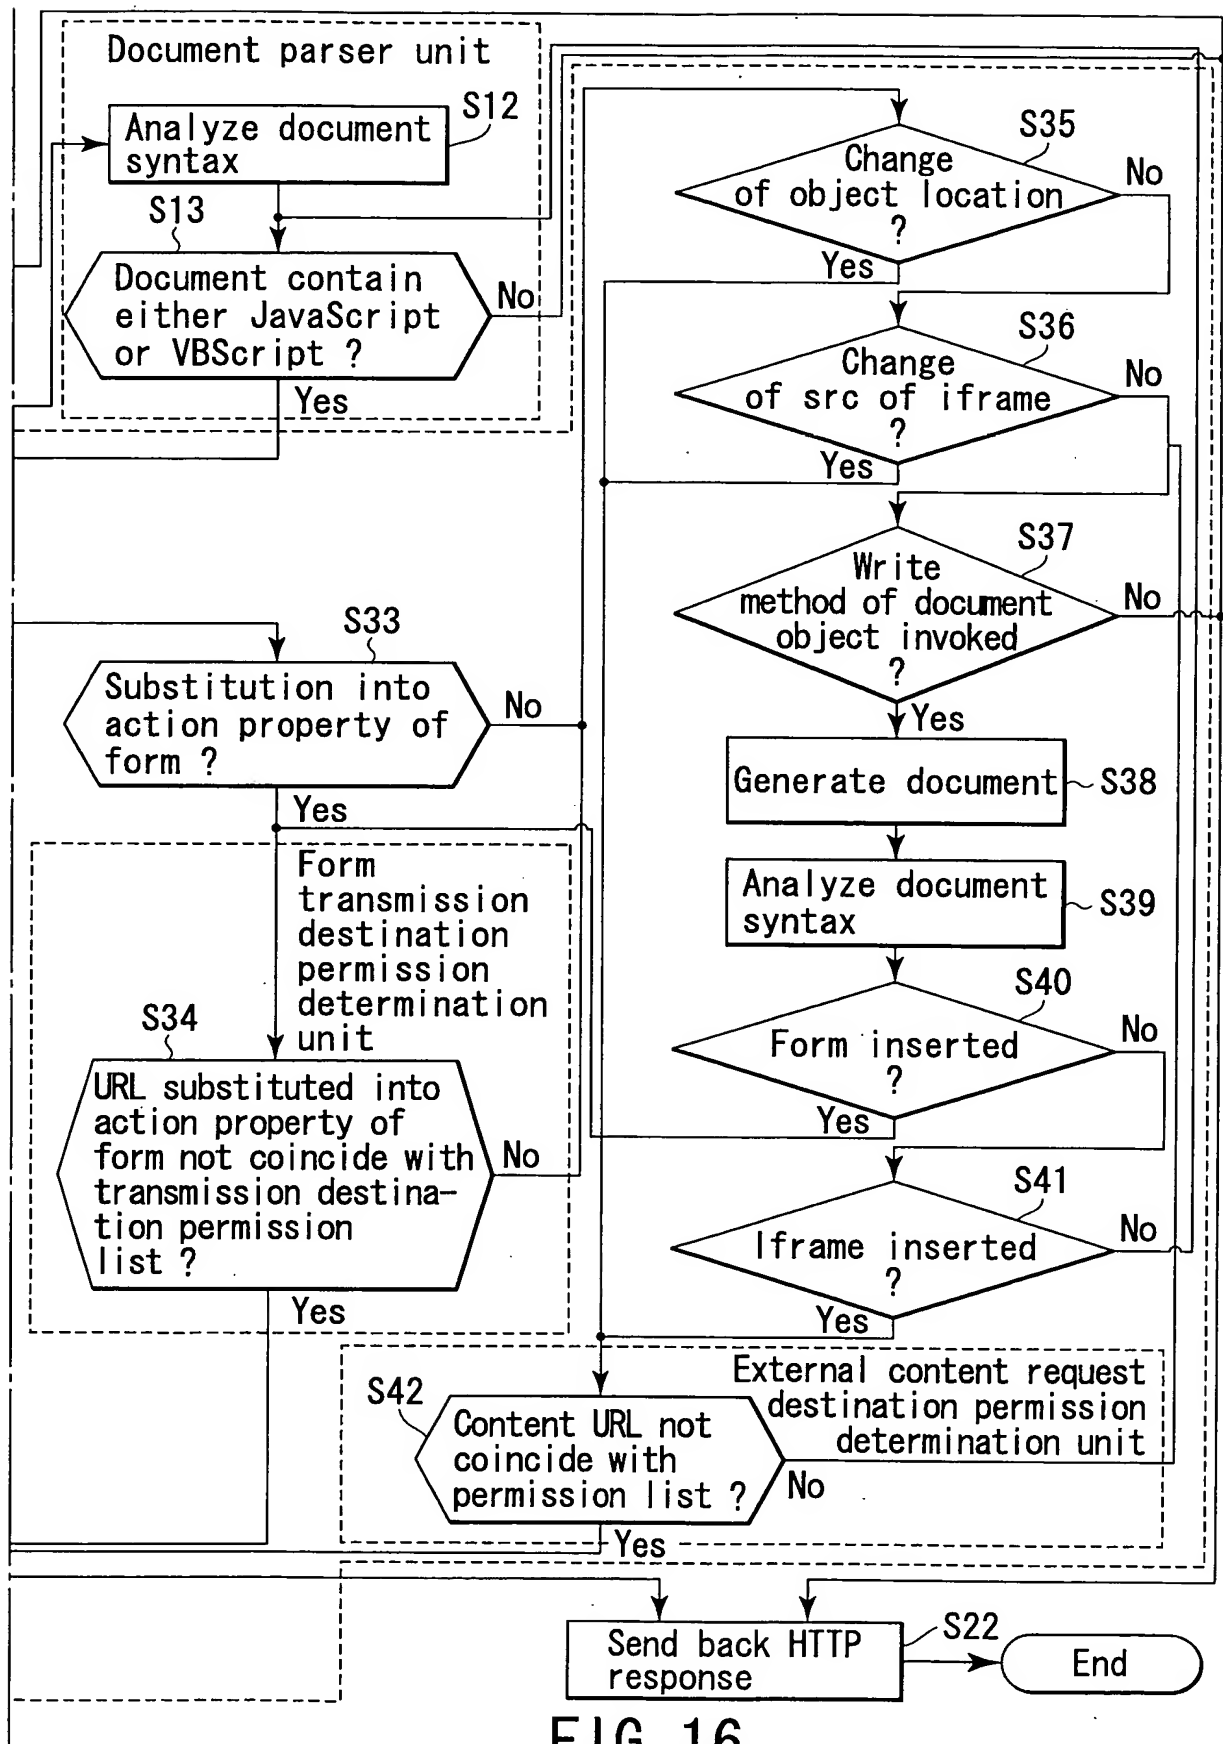 Document parser unit
S12
Analyze document
syntax
S13
Document contain
either JavaScript
or VBScript ?
No
Yes
S33
Substitution into
action property of
form ?
No
Yes
Form
transmission
destination
permission
determination
unit
S34
URL substituted into
action property of
form not coincide with
transmission destina-
tion permission
list ?
No
Yes
S35
Change
of object location
?
No
Yes
S36
Change
of src of iframe
?
No
Yes
S37
Write
method of document
object invoked
?
No
Yes
Generate document
S38
Analyze document
syntax
S39
S40
Form inserted
?
No
Yes
S41
Iframe inserted
?
No
Yes
External content request
destination permission
determination unit
S42
Content URL not
coincide with
permission list ?
No
Yes
Send back HTTP
response
S22
End
FIG. 16